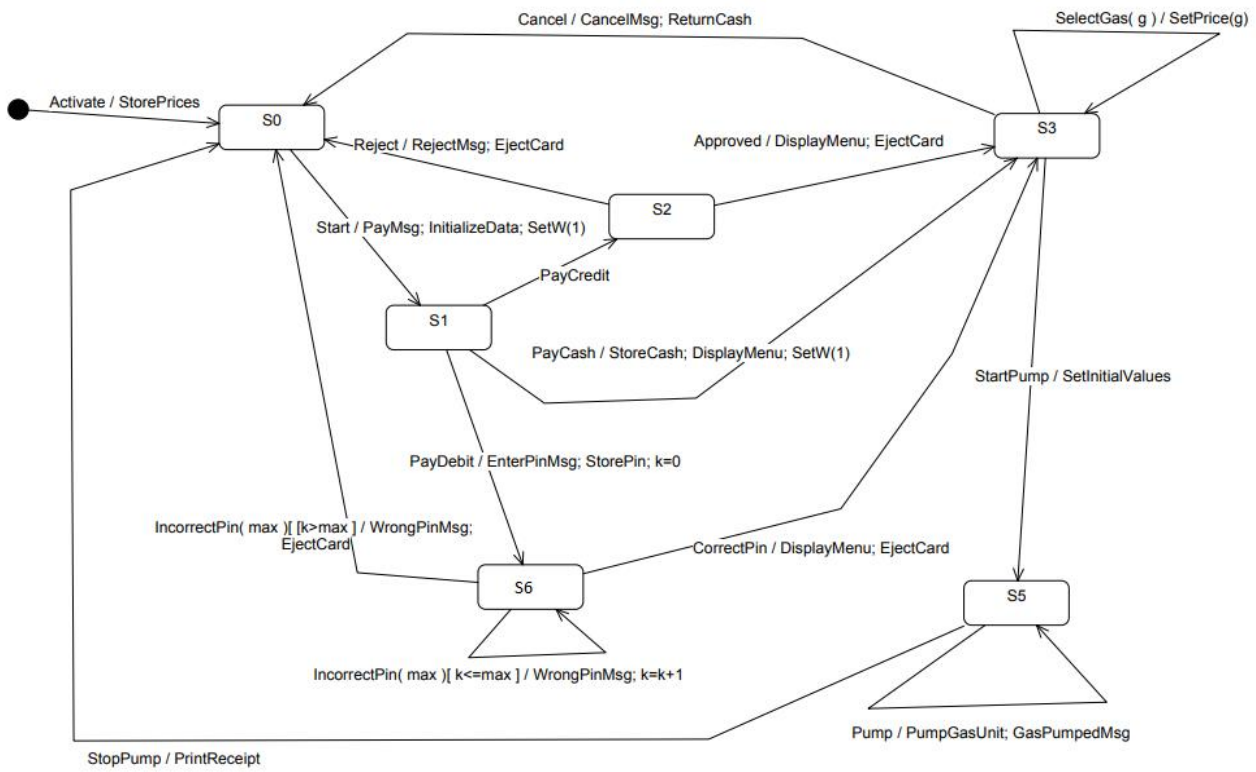 Cancel / CancelMsg; ReturnCash
SelectGas( g ) / SetPrice(g)
Activate / StorePrices
S0
S3
Reject / RejectMsg; EjectCard
Approved / DisplayMenu; EjectCard
S2
Start / PayMsg; InitializeData; SetW(1)
PayCredit
S1
PayCash / StoreCash; DisplayMenu; SetW(1)
StartPump / SetInitialValues
PayDebit / EnterPinMsg; StorePin; k=0
IncorrectPin( max )[ [k>max ] / WrongPinMsg;
EjectCard
CorrectPin / DisplayMenu; EjectCard
S6
S5
IncorrectPin( max )[ k<=max ] / WrongPinMsg; k=k+1
Pump / PumpGasUnit; GasPumpedMsg
StopPump / PrintReceipt